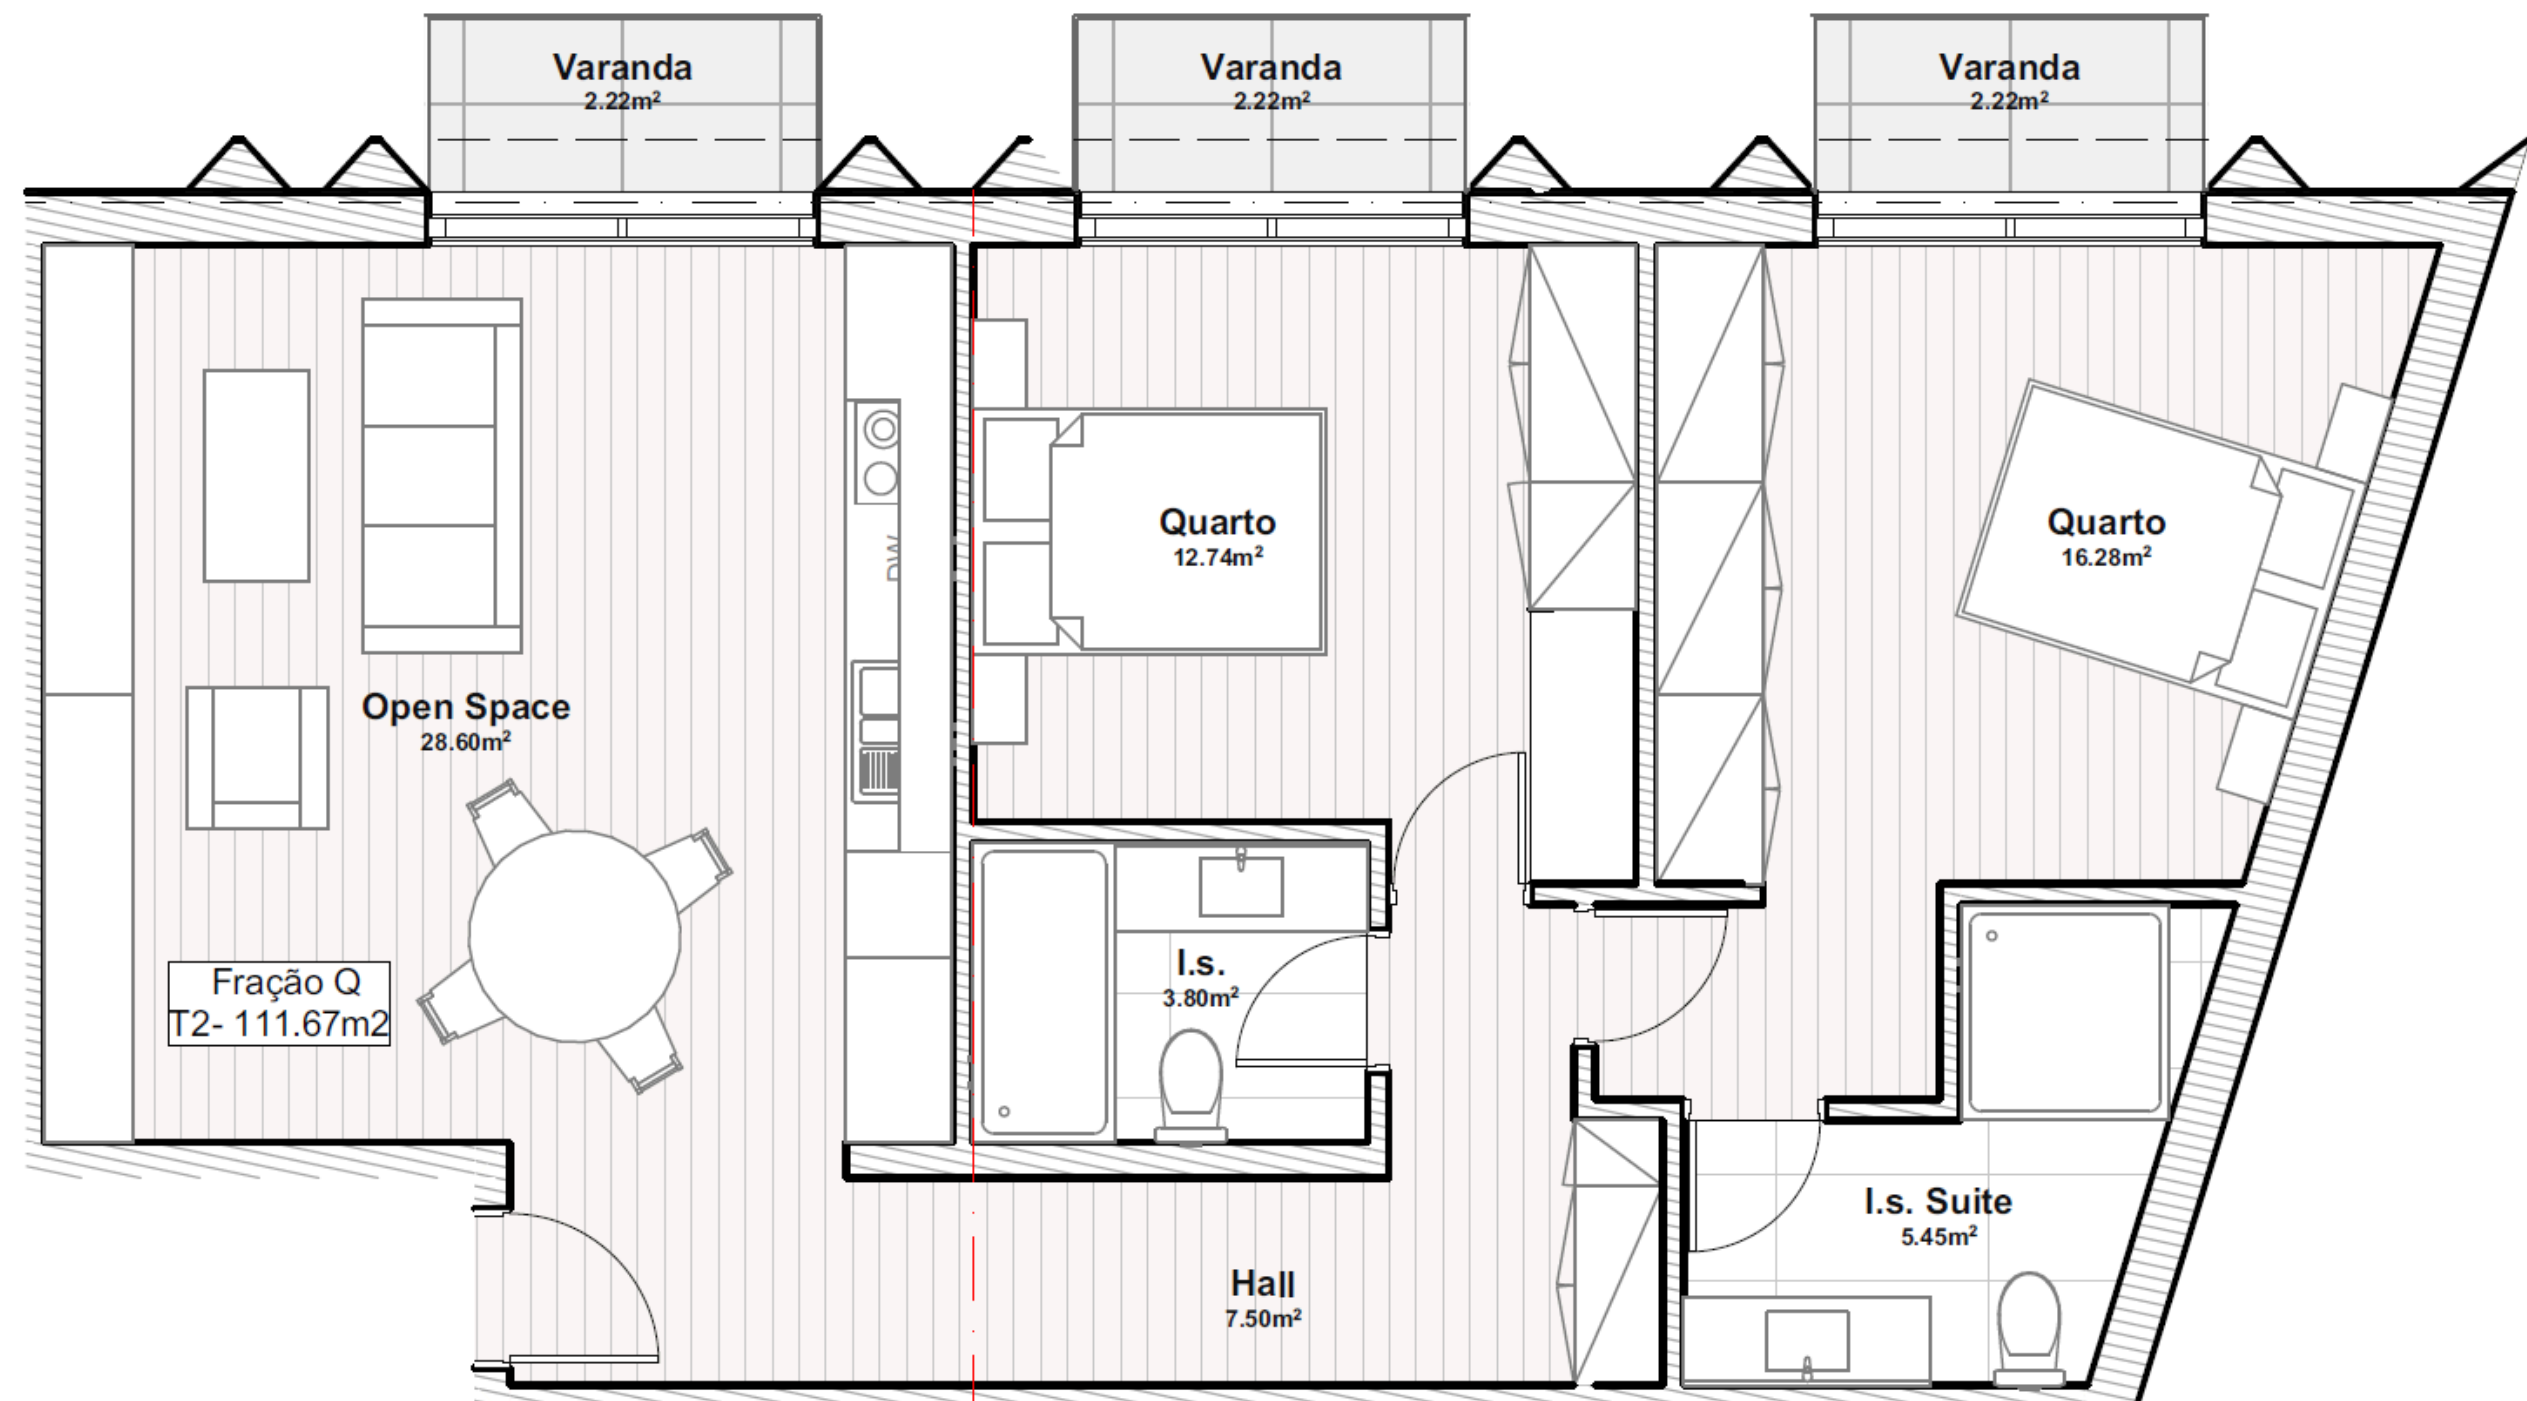 Varanda
2.22m²
Varanda
2.22m²
Varanda
2.22m²
Quarto
12.74m²
Quarto
16.28m²
DW
Open Space
28.60m²
Fração Q
T2- 111.67m2
I.s.
3.80m²
I.s. Suite
5.45m²
Hall
7.50m²